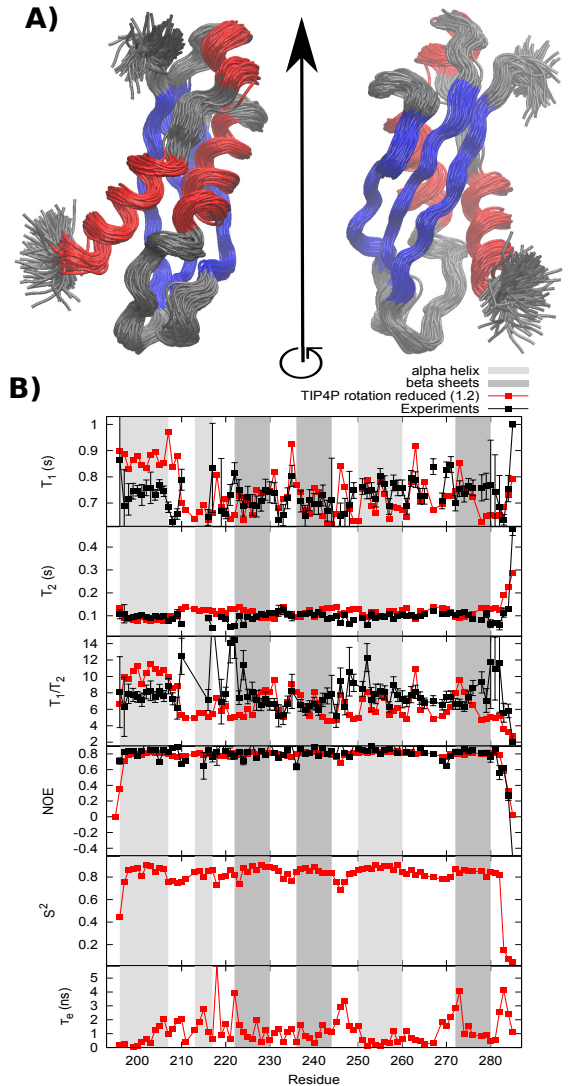 A)
B)
alpha helix
beta sheets
TIP4P rotation reduced (1.2)
Experiments
1
0.9
0.8
0.7
T1 (s)
0.4
0.3
0.2
0.1
T2 (s)
14
12
10
8
6
4
2
T1/T2
0.8
0.6
0.4
0.2
0
-0.2
-0.4
NOE
0.8
0.6
0.4
0.2
S2
5
4
3
2
1
0
τe (ns)
200 210 220 230 240 250 260 270 280
Residue